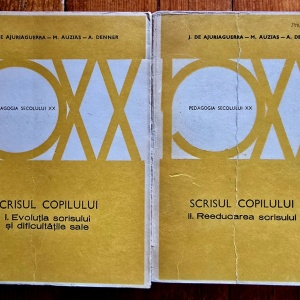 DE AJURIAGUERRA – M. AUZIAS – A. DENNER
PEDAGOGIA SECOLULUI XX
XX
SCRISUL COPILULUI
I. Evoluția scrisului
și dificultățile sale
J. DE AJURIAGUERRA – M. AUZIAS – A. DENN
PEDAGOGIA SECOLULUI XX
XX
SCRISUL COPILULUI
II. Reeducarea scrisului